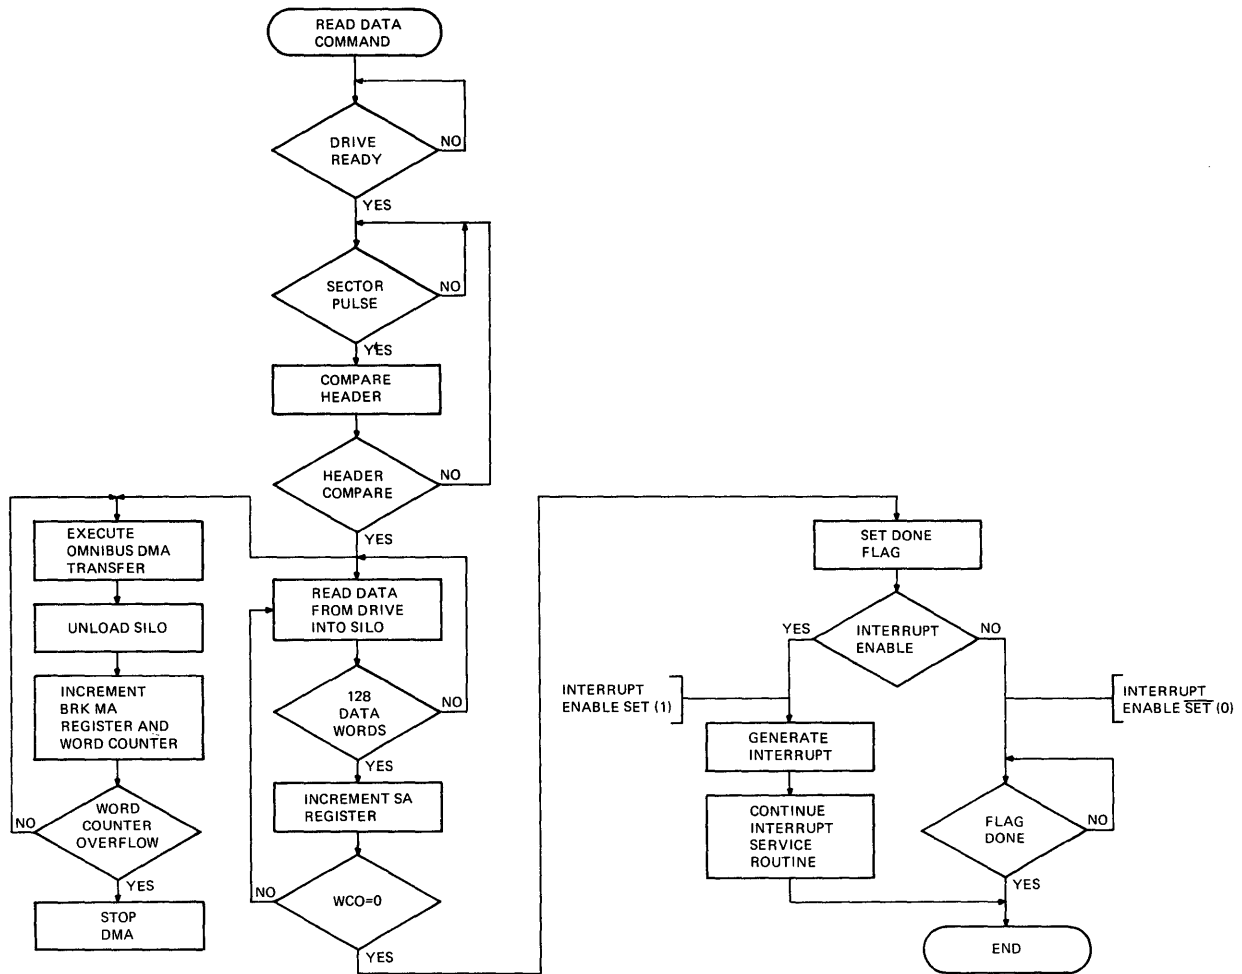 READ DATA
COMMAND
DRIVE
READY
NO
YES
SECTOR
PULSE
NO
YES
COMPARE
HEADER
HEADER
COMPARE
NO
YES
EXECUTE
OMNIBUS DMA
TRANSFER
UNLOAD SILO
INCREMENT
BRK MA
REGISTER AND
WORD COUNTER
WORD
COUNTER
OVERFLOW
NO
YES
STOP
DMA
READ DATA
FROM DRIVE
INTO SILO
128
DATA
WORDS
NO
YES
INCREMENT SA
REGISTER
WCO=0
NO
YES
SET DONE
FLAG
INTERRUPT
ENABLE
YES
NO
INTERRUPT
ENABLE SET (1)
INTERRUPT
ENABLE S̅E̅T̅ (0)
GENERATE
INTERRUPT
CONTINUE
INTERRUPT
SERVICE
ROUTINE
FLAG
DONE
NO
YES
END